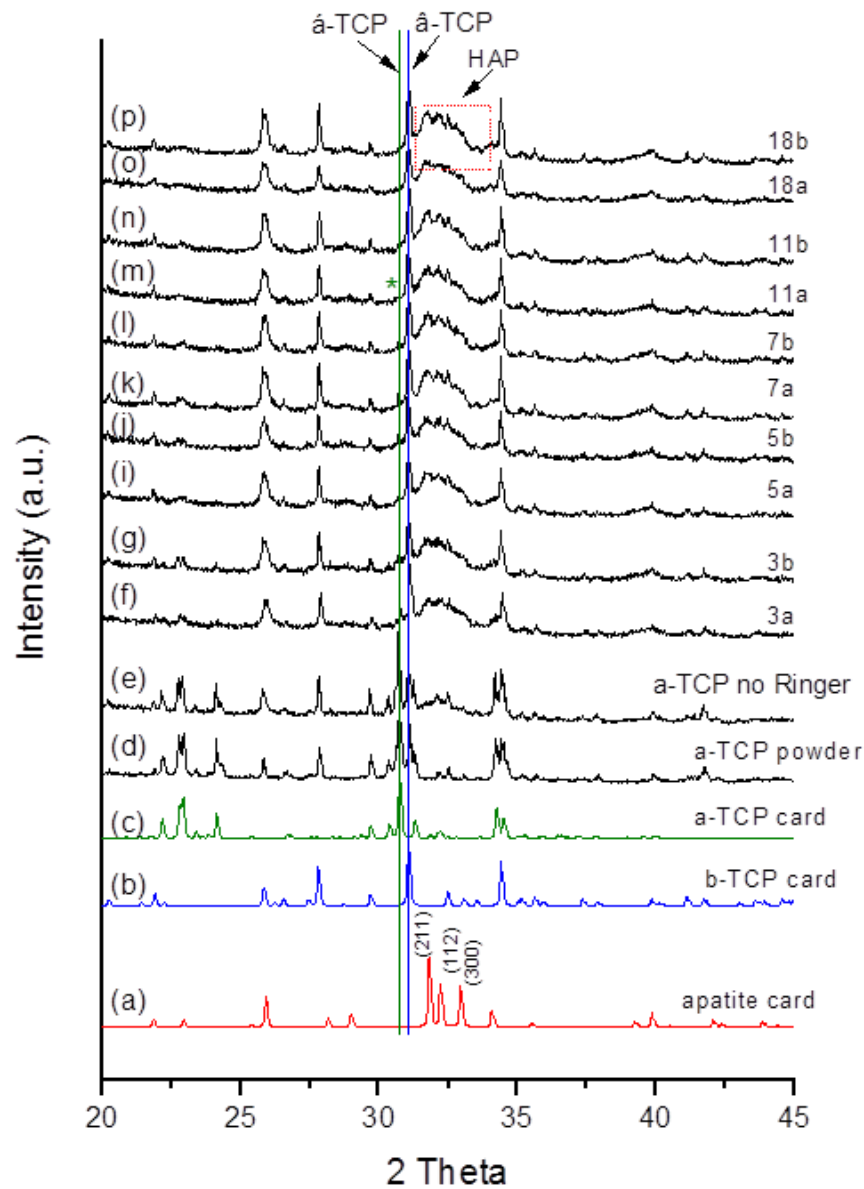 á-TCP
â-TCP
HAP
(p)
18b
(o)
18a
(n)
11b
(m)
*
11a
(l)
7b
(k)
7a
(j)
5b
(i)
5a
(g)
3b
(f)
3a
(e)
a-TCP no Ringer
(d)
a-TCP powder
(c)
a-TCP card
(b)
b-TCP card
(211)
(112)
(300)
(a)
apatite card
Intensity (a.u.)
20 25 30 35 40 45
2 Theta